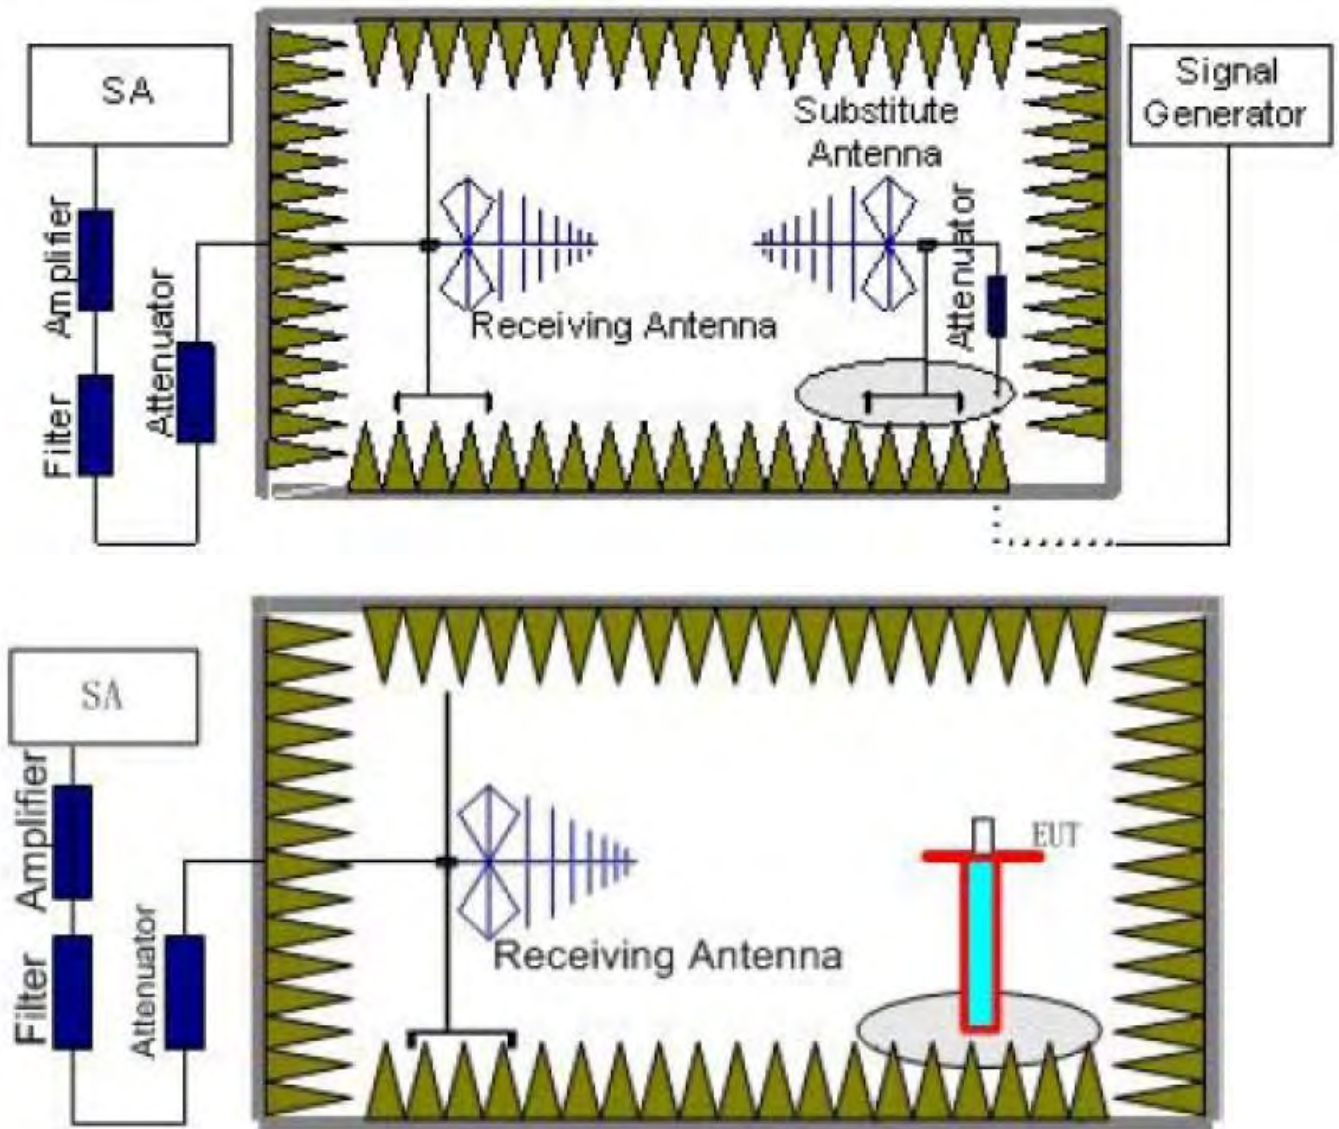 SA
Signal
Generator
Substitute
Antenna
Amplifier
Attenuator
Attenuator
Receiving Antenna
Filter
SA
Amplifier
EUT
Attenuator
Receiving Antenna
Filter